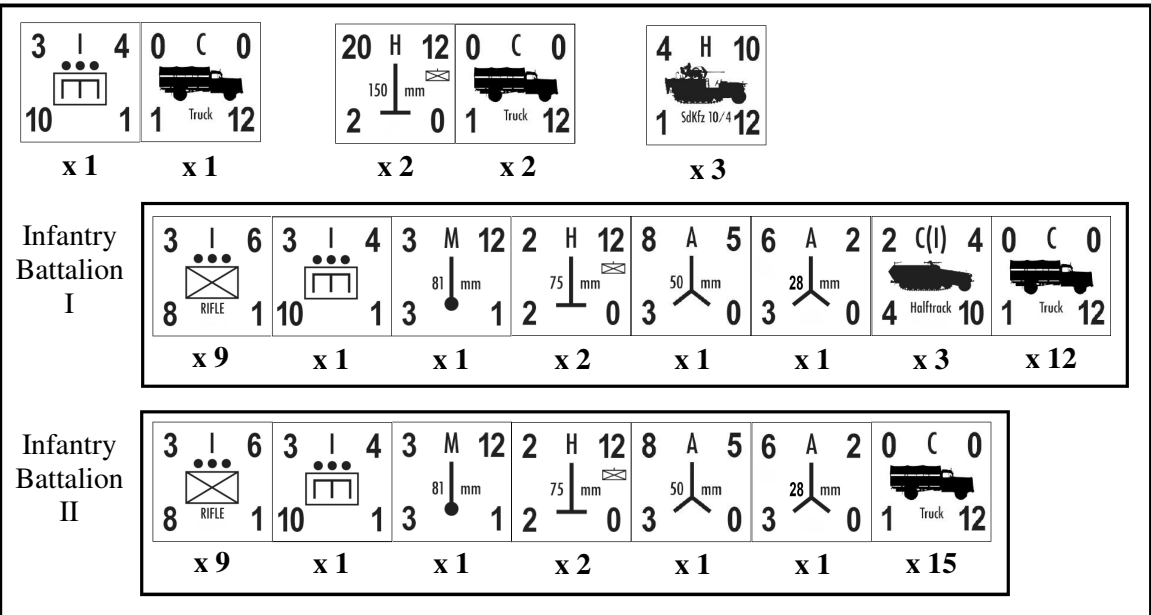 3 I 4 0 C 0
10 1 1 Truck 12
x 1 x 1
20 H 12 0 C 0
150 mm
2 0 1 Truck 12
x 2 x 2
4 H 10
1 SdKfz 10/4 12
x 3
Infantry
Battalion
I
3 I 6 3 I 4 3 M 12 2 H 12 8 A 5 6 A 2 2 C(I) 4 0 C 0
81 mm 75 mm 50 mm 28 mm
8 RIFLE 1 10 1 3 1 2 0 3 0 3 0 4 Halftrack 10 1 Truck 12
x 9 x 1 x 1 x 2 x 1 x 1 x 3 x 12
Infantry
Battalion
II
3 I 6 3 I 4 3 M 12 2 H 12 8 A 5 6 A 2 0 C 0
81 mm 75 mm 50 mm 28 mm
8 RIFLE 1 10 1 3 1 2 0 3 0 3 0 1 Truck 12
x 9 x 1 x 1 x 2 x 1 x 1 x 15